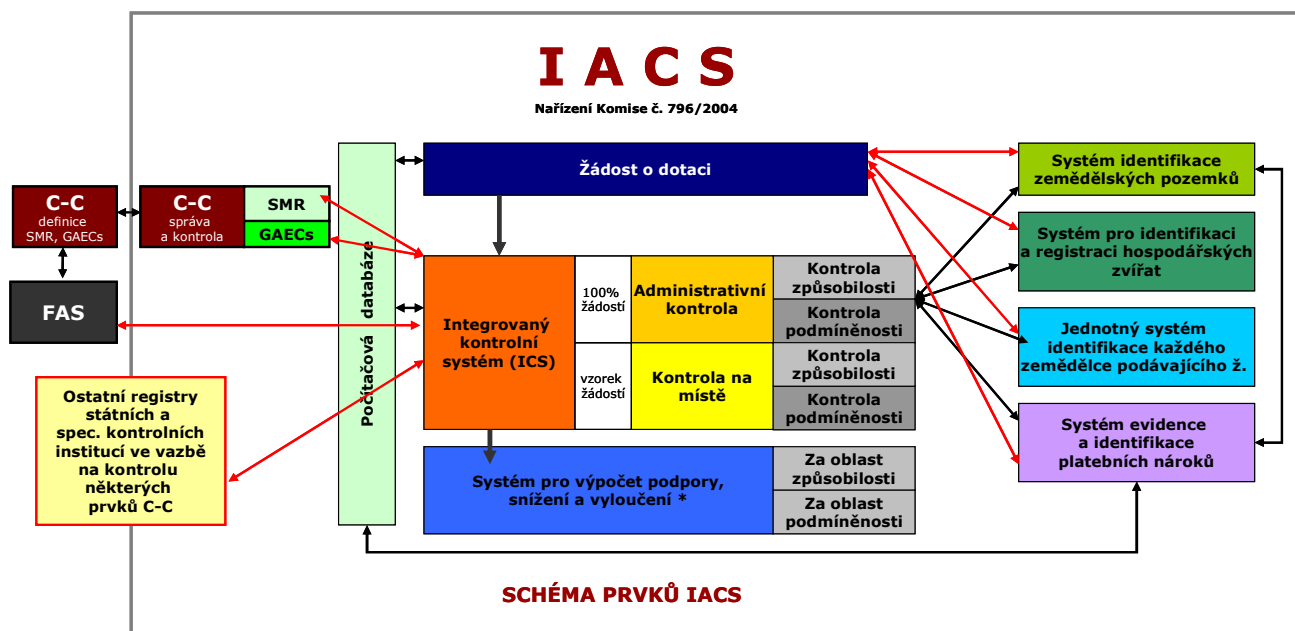 I A C S
Nařízení Komise č. 796/2004
C-C
definice
SMR, GAECs
FAS
C-C
správa
a kontrola
SMR
GAECs
Ostatní registry
státních a
spec. kontrolních
institucí ve vazbě
na kontrolu
některých
prvků C-C
Počítačová databáze
Žádost o dotaci
Integrovaný
kontrolní
systém (ICS)
100%
žádostí
Administrativní
kontrola
Kontrola
způsobilosti
Kontrola
podmíněnosti
vzorek
žádostí
Kontrola na
místě
Kontrola
způsobilosti
Kontrola
podmíněnosti
Systém pro výpočet podpory,
snížení a vyloučení *
Za oblast
způsobilosti
Za oblast
podmíněnosti
Systém identifikace
zemědělských pozemků
Systém pro identifikaci
a registraci hospodářských
zvířat
Jednotný systém
identifikace každého
zemědělce podávajícího ž.
Systém evidence
a identifikace
platebních nároků
SCHÉMA PRVKŮ IACS